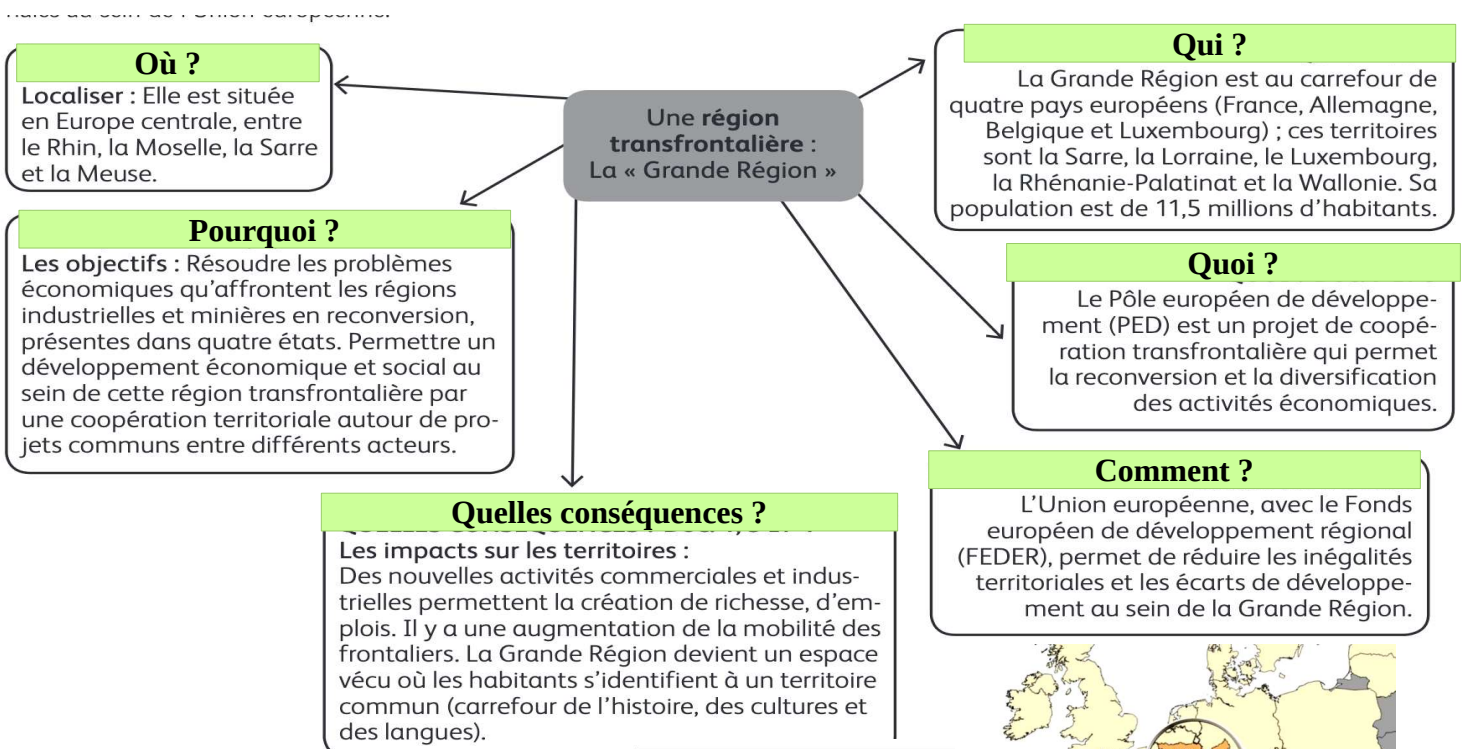 Où ?
Localiser : Elle est située
en Europe centrale, entre
le Rhin, la Moselle, la Sarre
et la Meuse.
Une région
transfrontalière :
La « Grande Région »
Qui ?
La Grande Région est au carrefour de
quatre pays européens (France, Allemagne,
Belgique et Luxembourg) ; ces territoires
sont la Sarre, la Lorraine, le Luxembourg,
la Rhénanie-Palatinat et la Wallonie. Sa
population est de 11,5 millions d'habitants.
Pourquoi ?
Les objectifs : Résoudre les problèmes
économiques qu'affrontent les régions
industrielles et minières en reconversion,
présentes dans quatre états. Permettre un
développement économique et social au
sein de cette région transfrontalière par
une coopération territoriale autour de pro-
jets communs entre différents acteurs.
Quoi ?
Le Pôle européen de développe-
ment (PED) est un projet de coopé-
ration transfrontalière qui permet
la reconversion et la diversification
des activités économiques.
Quelles conséquences ?
Les impacts sur les territoires :
Des nouvelles activités commerciales et indus-
trielles permettent la création de richesse, d'em-
plois. Il y a une augmentation de la mobilité des
frontaliers. La Grande Région devient un espace
vécu où les habitants s'identifient à un territoire
commun (carrefour de l'histoire, des cultures et
des langues).
Comment ?
L'Union européenne, avec le Fonds
européen de développement régional
(FEDER), permet de réduire les inégalités
territoriales et les écarts de développe-
ment au sein de la Grande Région.